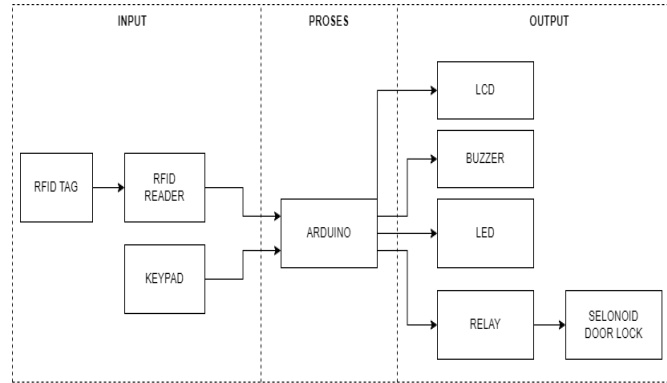 INPUT
PROSES
OUTPUT
LCD
BUZZER
RFID TAG
RFID
READER
ARDUINO
LED
KEYPAD
RELAY
SELONOID
DOOR LOCK